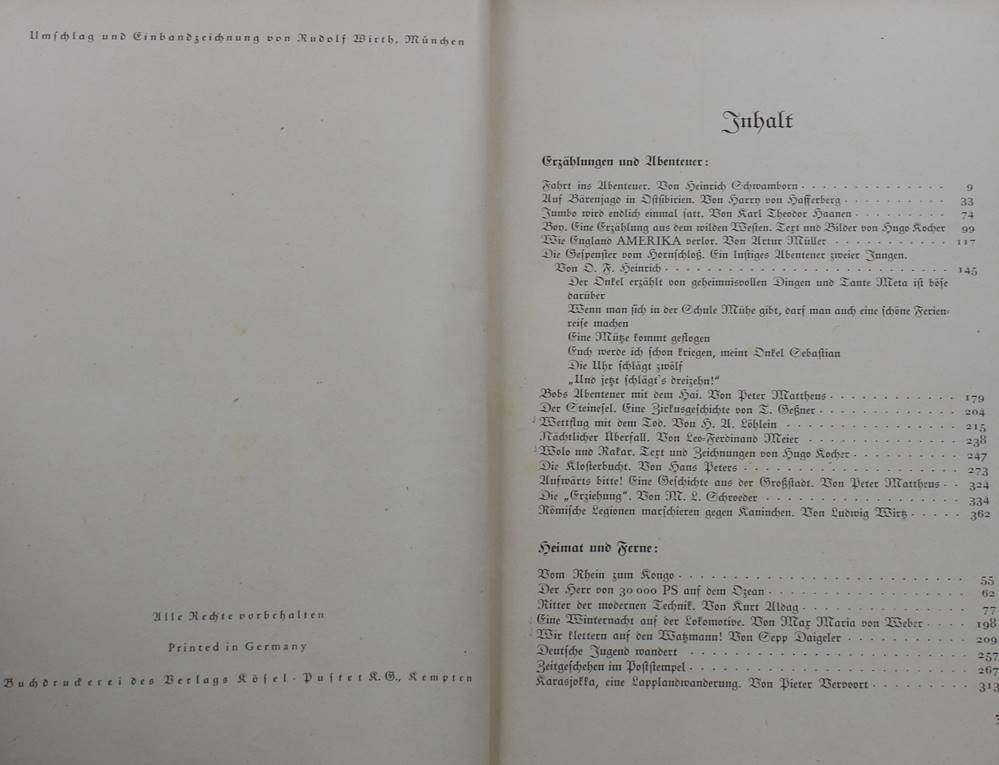 Umschlag und Einbandzeichnung von Rudolf Wirth, München
Alle Rechte vorbehalten
Printed in Germany
Buchdruckerei des Verlags Kösel-Pustet K.G., Kempten
Inhalt
Erzählungen und Abenteuer:
Fahrt ins Abenteuer. Von Heinrich Schwamborn 9
Auf Bärenjagd in Ostsibirien. Von Harry von Hafferberg 33
Jumbo wird endlich einmal satt. Von Karl Theodor Haanen 74
Boy. Eine Erzählung aus dem wilden Westen. Text und Bilder von Hugo Kocher 99
Wie England AMERIKA verlor. Von Artur Müller 117
Die Gespenster vom Hornschloß. Ein lustiges Abenteuer zweier Jungen.
Von O. F. Heinrich 145
Der Onkel erzählt von geheimnisvollen Dingen und Tante Meta ist böse
darüber
Wenn man sich in der Schule Mühe gibt, darf man auch eine schöne Ferien-
reise machen
Eine Mütze kommt geflogen
Euch werde ich schon kriegen, meint Onkel Sebastian
Die Uhr schlägt zwölf
„Und jetzt schlägt's dreizehn!“
Bobs Abenteuer mit dem Hai. Von Peter Mattheus 179
Der Steinesel. Eine Zirkusgeschichte von T. Geßner 204
Wettflug mit dem Tod. Von H. A. Löhlein 215
Nächtlicher Überfall. Von Leo-Ferdinand Meier 238
Wolo und Rakar. Text und Zeichnungen von Hugo Kocher 247
Die Klosterbucht. Von Hans Peters 273
Aufwärts bitte! Eine Geschichte aus der Großstadt. Von Peter Mattheus 324
Die „Erziehung“. Von M. L. Schroeder 334
Römische Legionen marschieren gegen Kaninchen. Von Ludwig Wirtz 362
Heimat und Ferne:
Vom Rhein zum Kongo 55
Der Herr von 30 000 PS auf dem Ozean 62
Ritter der modernen Technik. Von Kurt Aldag 77
Eine Winternacht auf der Lokomotive. Von Max Maria von Weber 198
Wir klettern auf den Watzmann! Von Sepp Daigeler 209
Deutsche Jugend wandert 257
Zeitgeschehen im Poststempel 267
Karasjokka, eine Lapplandwanderung. Von Pieter Vervoort 313